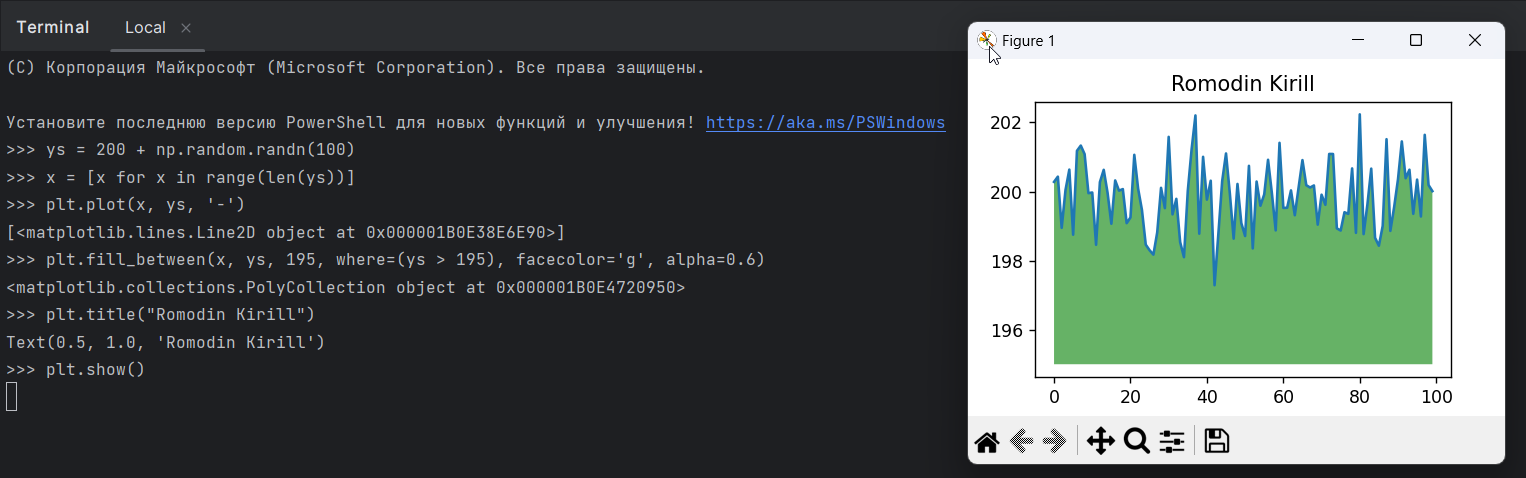 Terminal Local ×
(C) Корпорация Майкрософт (Microsoft Corporation). Все права защищены.
Установите последнюю версию PowerShell для новых функций и улучшения! https://aka.ms/PSWindows
>>> ys = 200 + np.random.randn(100)
>>> x = [x for x in range(len(ys))]
>>> plt.plot(x, ys, '-')
[<matplotlib.lines.Line2D object at 0x000001B0E38E6E90>]
>>> plt.fill_between(x, ys, 195, where=(ys > 195), facecolor='g', alpha=0.6)
<matplotlib.collections.PolyCollection object at 0x000001B0E4720950>
>>> plt.title("Romodin Kirill")
Text(0.5, 1.0, 'Romodin Kirill')
>>> plt.show()
Figure 1
Romodin Kirill
202
200
198
196
0 20 40 60 80 100